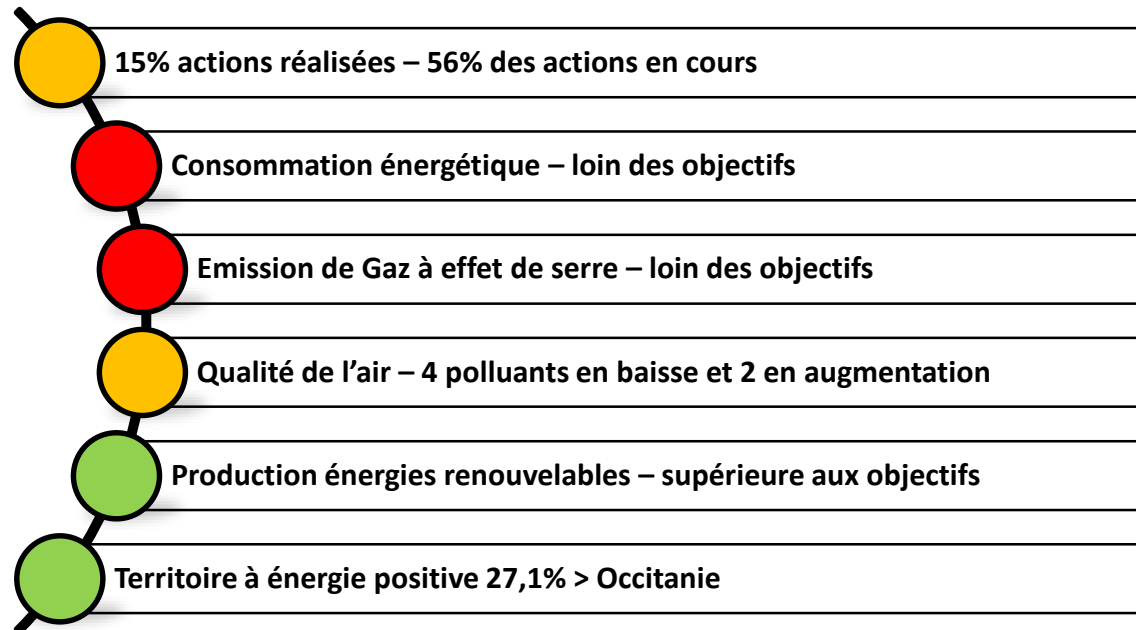 15% actions réalisées – 56% des actions en cours
Consommation énergétique – loin des objectifs
Emission de Gaz à effet de serre – loin des objectifs
Qualité de l’air – 4 polluants en baisse et 2 en augmentation
Production énergies renouvelables – supérieure aux objectifs
Territoire à énergie positive 27,1% > Occitanie